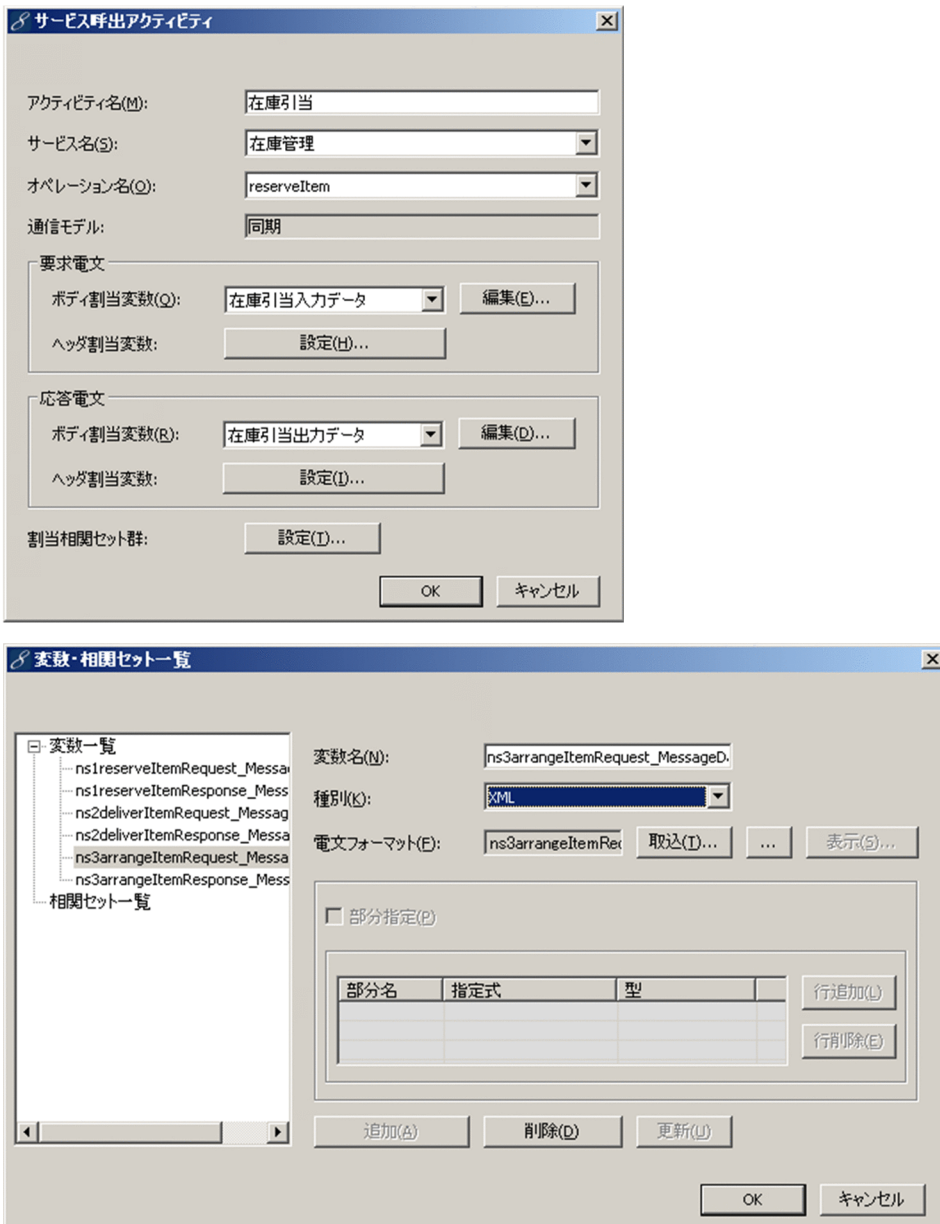 サービス呼出アクティビティ
アクティビティ名(M): 在庫引当
サービス名(S): 在庫管理
オペレーション名(O): reserveItem
通信モデル: 同期
要求電文
ボディ割当変数(Q): 在庫引当入力データ 編集(E)...
ヘッダ割当変数: 設定(H)...
応答電文
ボディ割当変数(R): 在庫引当出力データ 編集(D)...
ヘッダ割当変数: 設定(I)...
割当相関セット群: 設定(T)...
OK キャンセル
変数・相関セット一覧
変数一覧
ns1reserveItemRequest_Messa
ns1reserveItemResponse_Mess
ns2deliverItemRequest_Messag
ns2deliverItemResponse_Messa
ns3arrangeItemRequest_Messa
ns3arrangeItemResponse_Mess
相関セット一覧
変数名(N): ns3arrangeItemRequest_MessageD
種別(K): XML
電文フォーマット(F): ns3arrangeItemRec 取込(T)... ... 表示(S)...
部分指定(P)
部分名 指定式 型
行追加(L)
行削除(E)
追加(A) 削除(D) 更新(U)
OK キャンセル